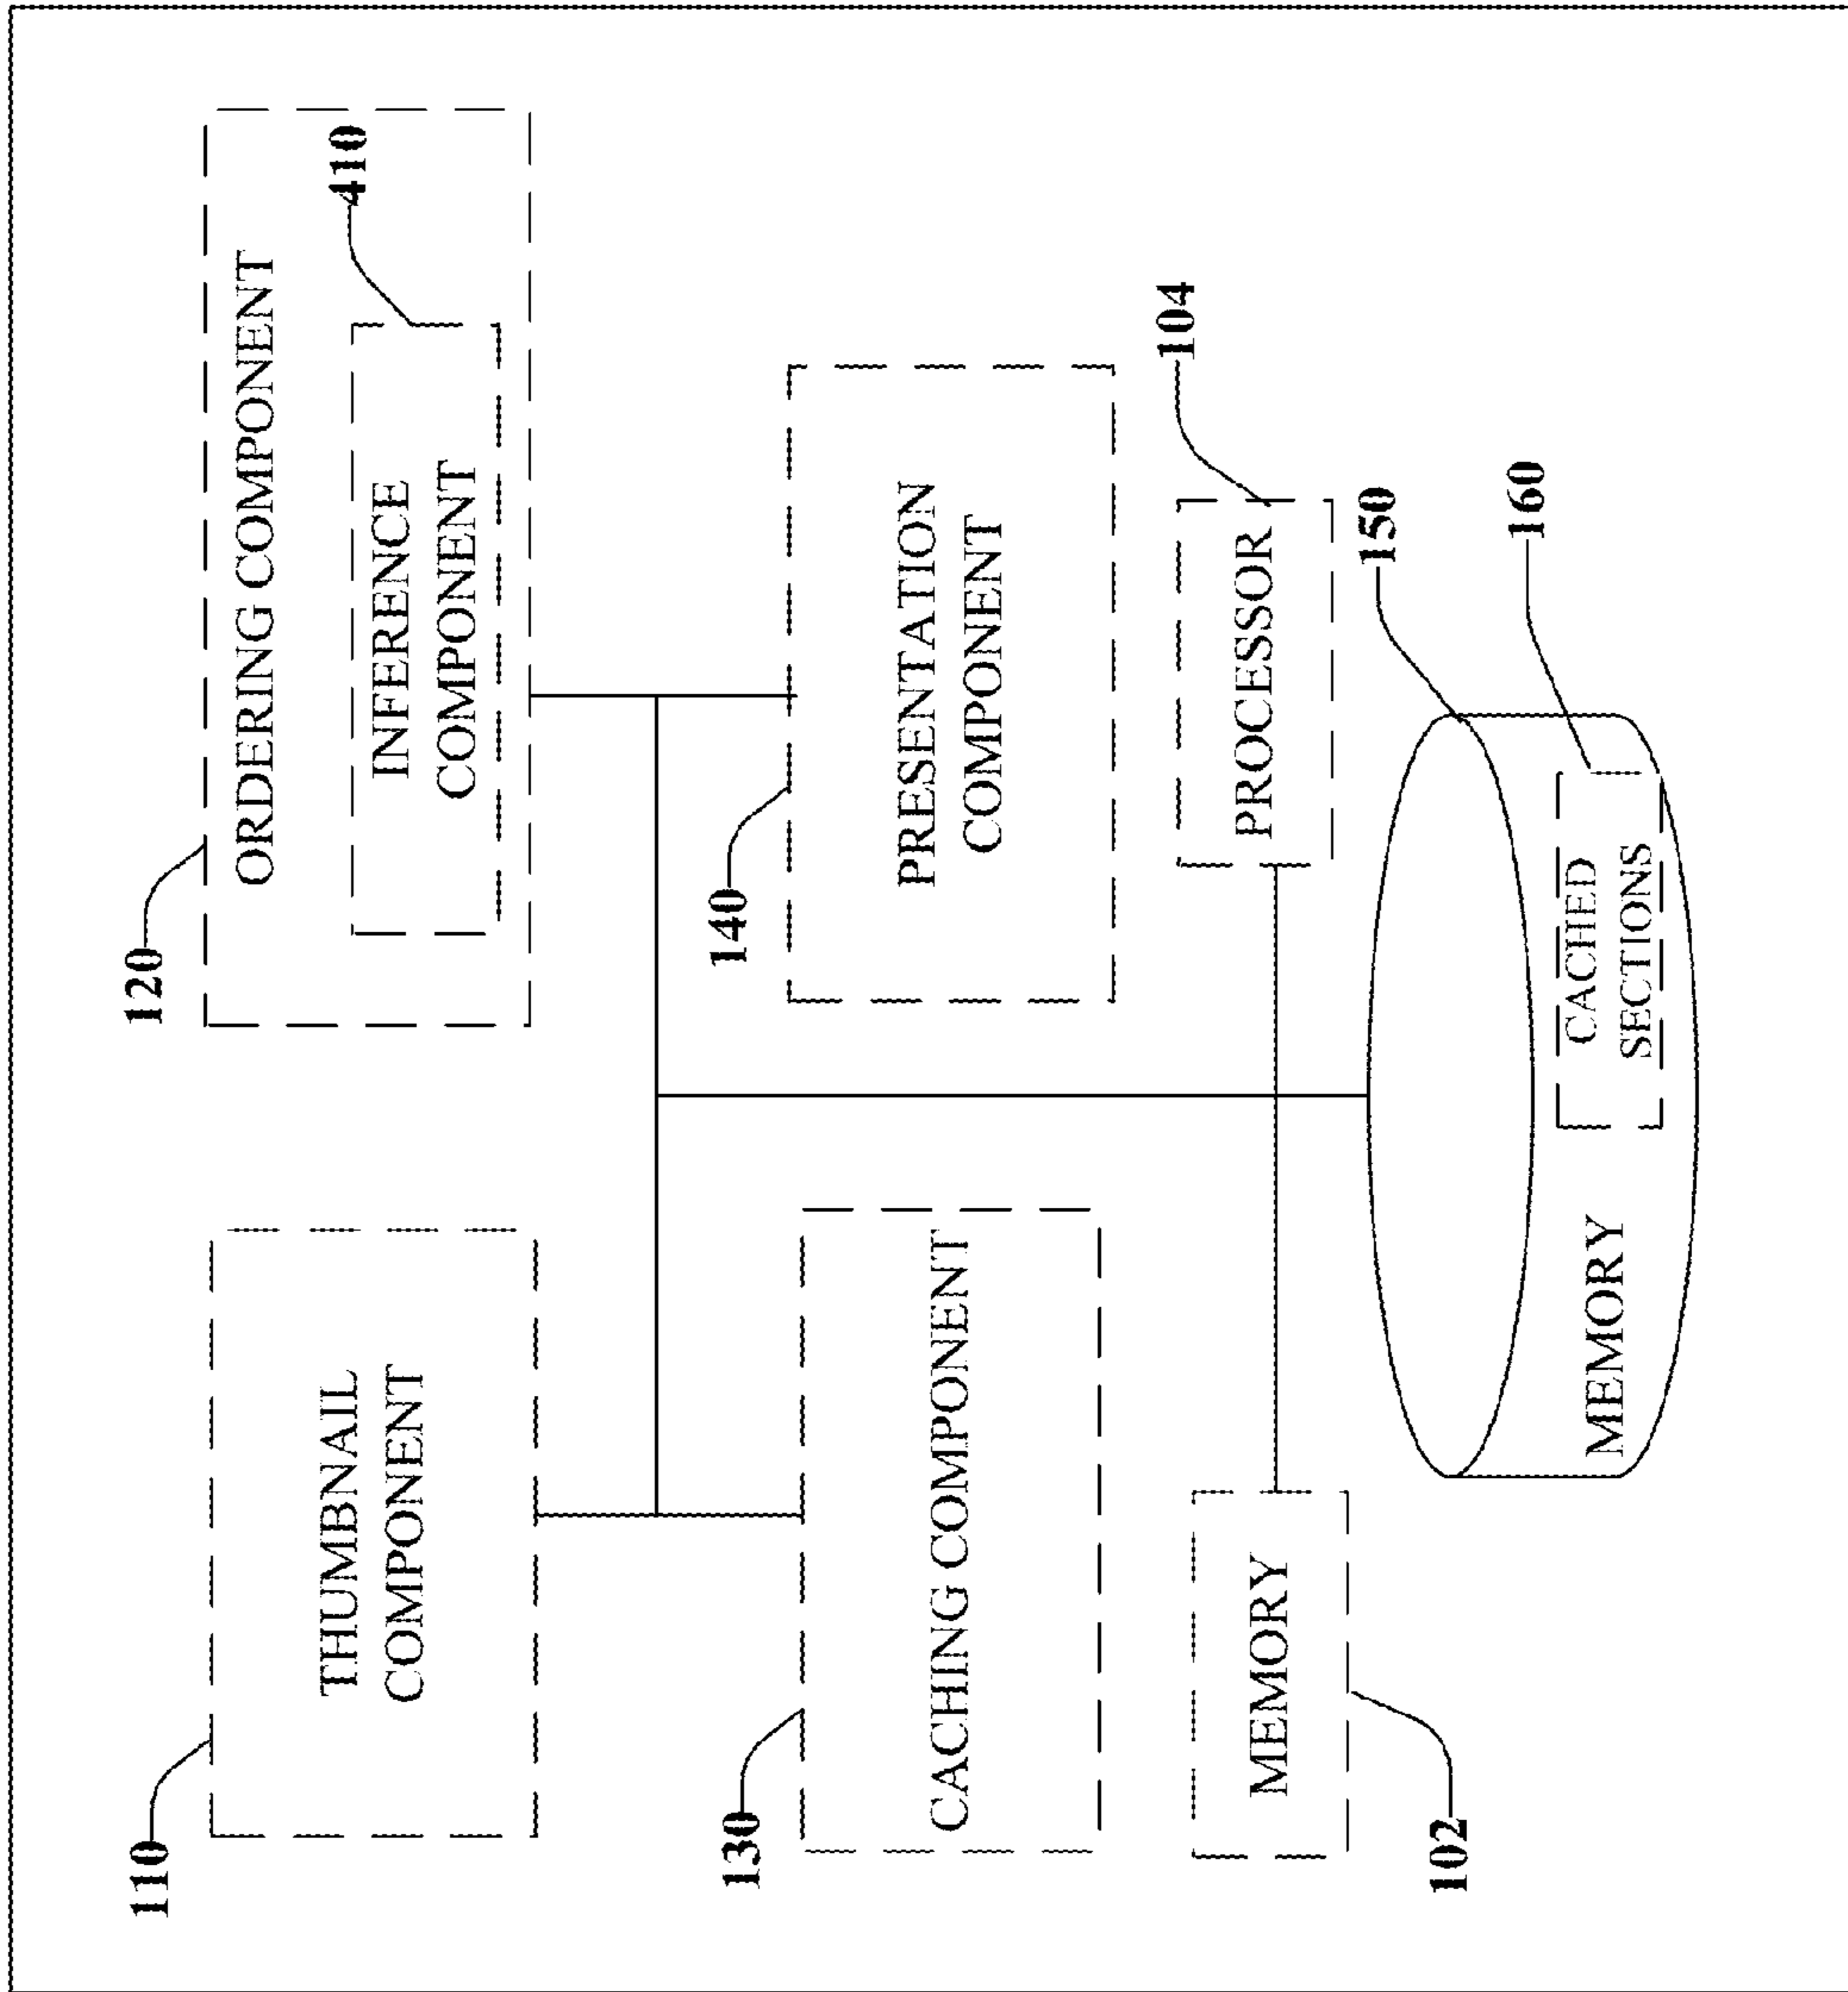 110
THUMBNAIL
COMPONENT
120
ORDERING COMPONENT
410
INFERENCE
COMPONENT
130
CACHING COMPONENT
140
PRESENTATION
COMPONENT
MEMORY
102
PROCESSOR
104
150
MEMORY
CACHED
SECTIONS
160